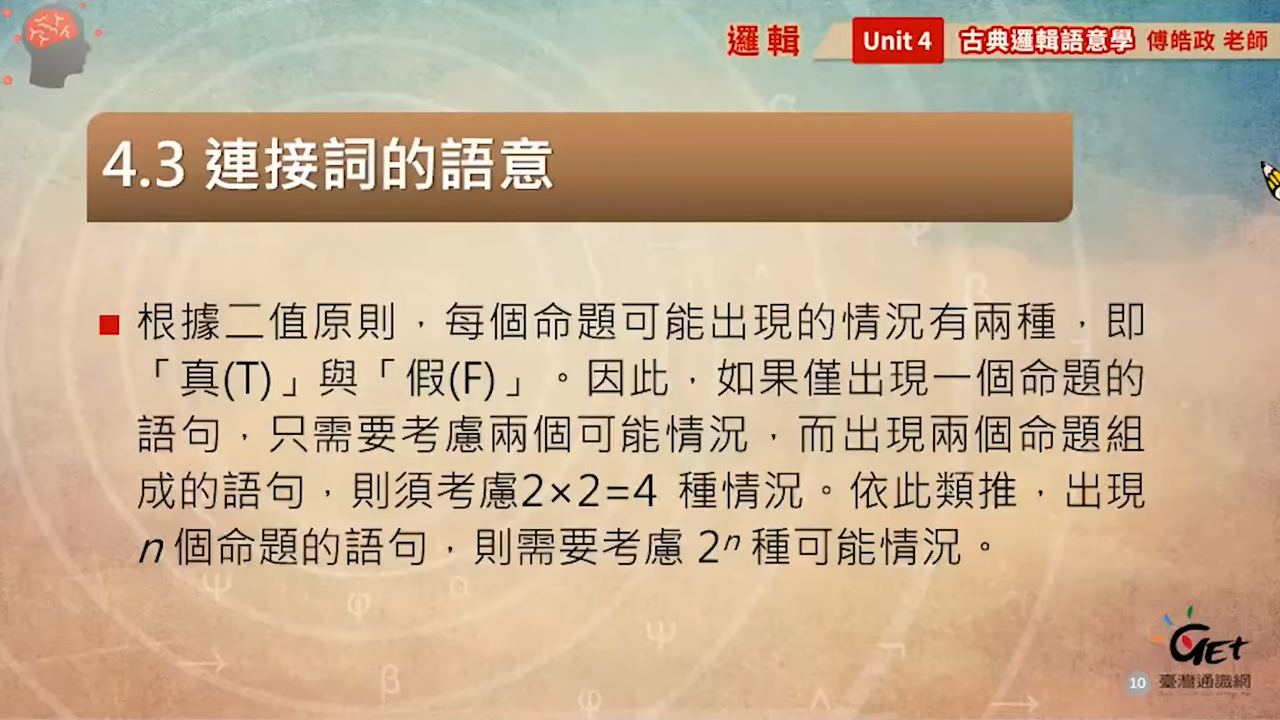 邏輯 Unit 4 古典邏輯語意學 傅皓政 老師
4.3 連接詞的語意
根據二值原則，每個命題可能出現的情況有兩種，即
「真(T)」與「假(F)」。因此，如果僅出現一個命題的
語句，只需要考慮兩個可能情況，而出現兩個命題組
成的語句，則須考慮2×2=4 種情況。依此類推，出現
n 個命題的語句，則需要考慮 2ⁿ 種可能情況。
GET
10 臺灣通識網